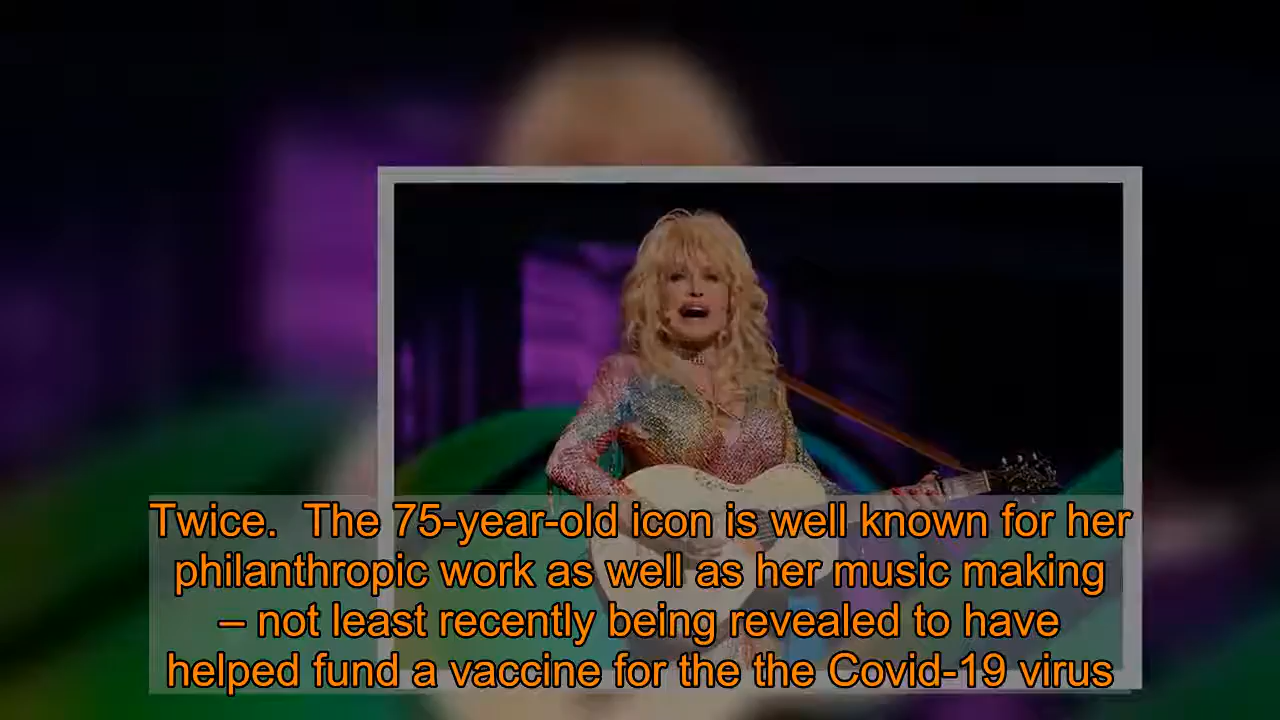 Twice.  The 75-year-old icon is well known for her
philanthropic work as well as her music making
– not least recently being revealed to have
helped fund a vaccine for the the Covid-19 virus